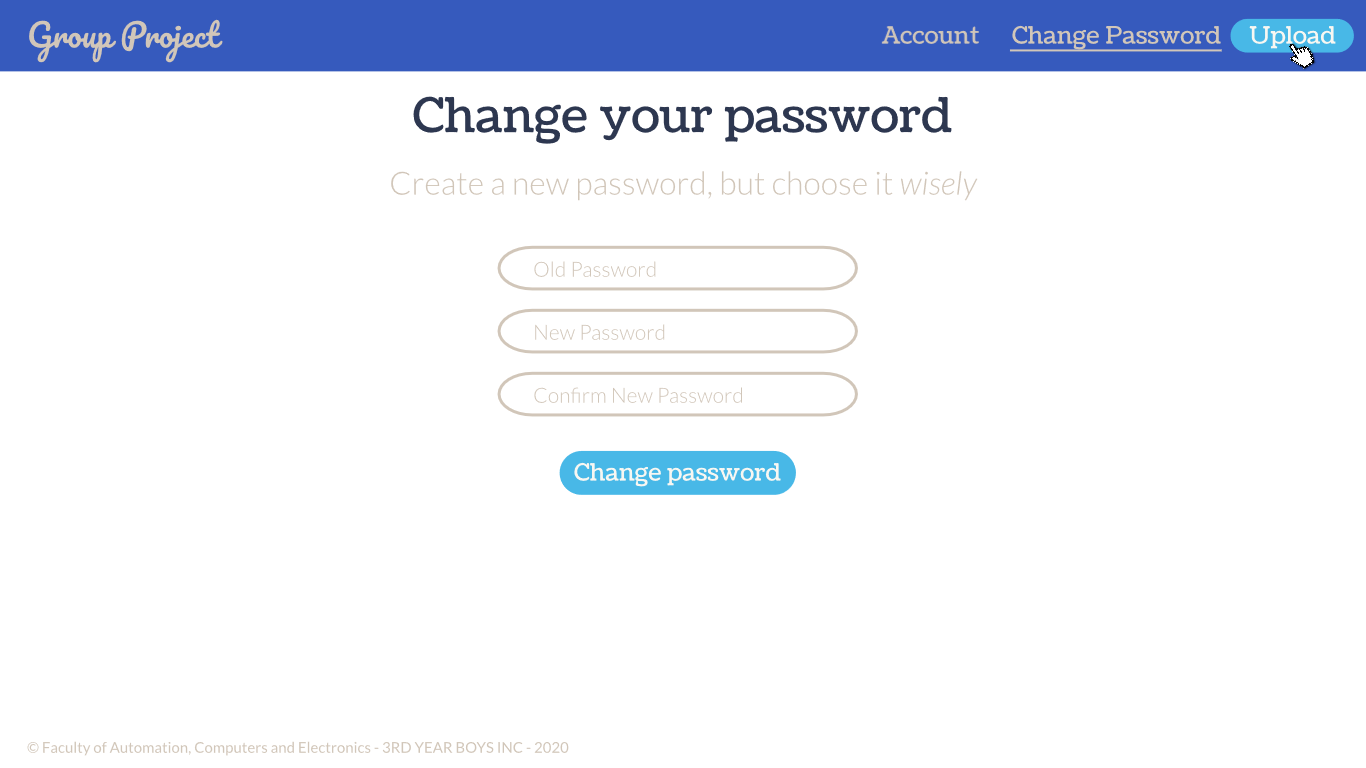 Group Project
Account
Change Password
Upload
Change your password
Create a new password, but choose it wisely
Old Password
New Password
Confirm New Password
Change password
© Faculty of Automation, Computers and Electronics - 3RD YEAR BOYS INC - 2020